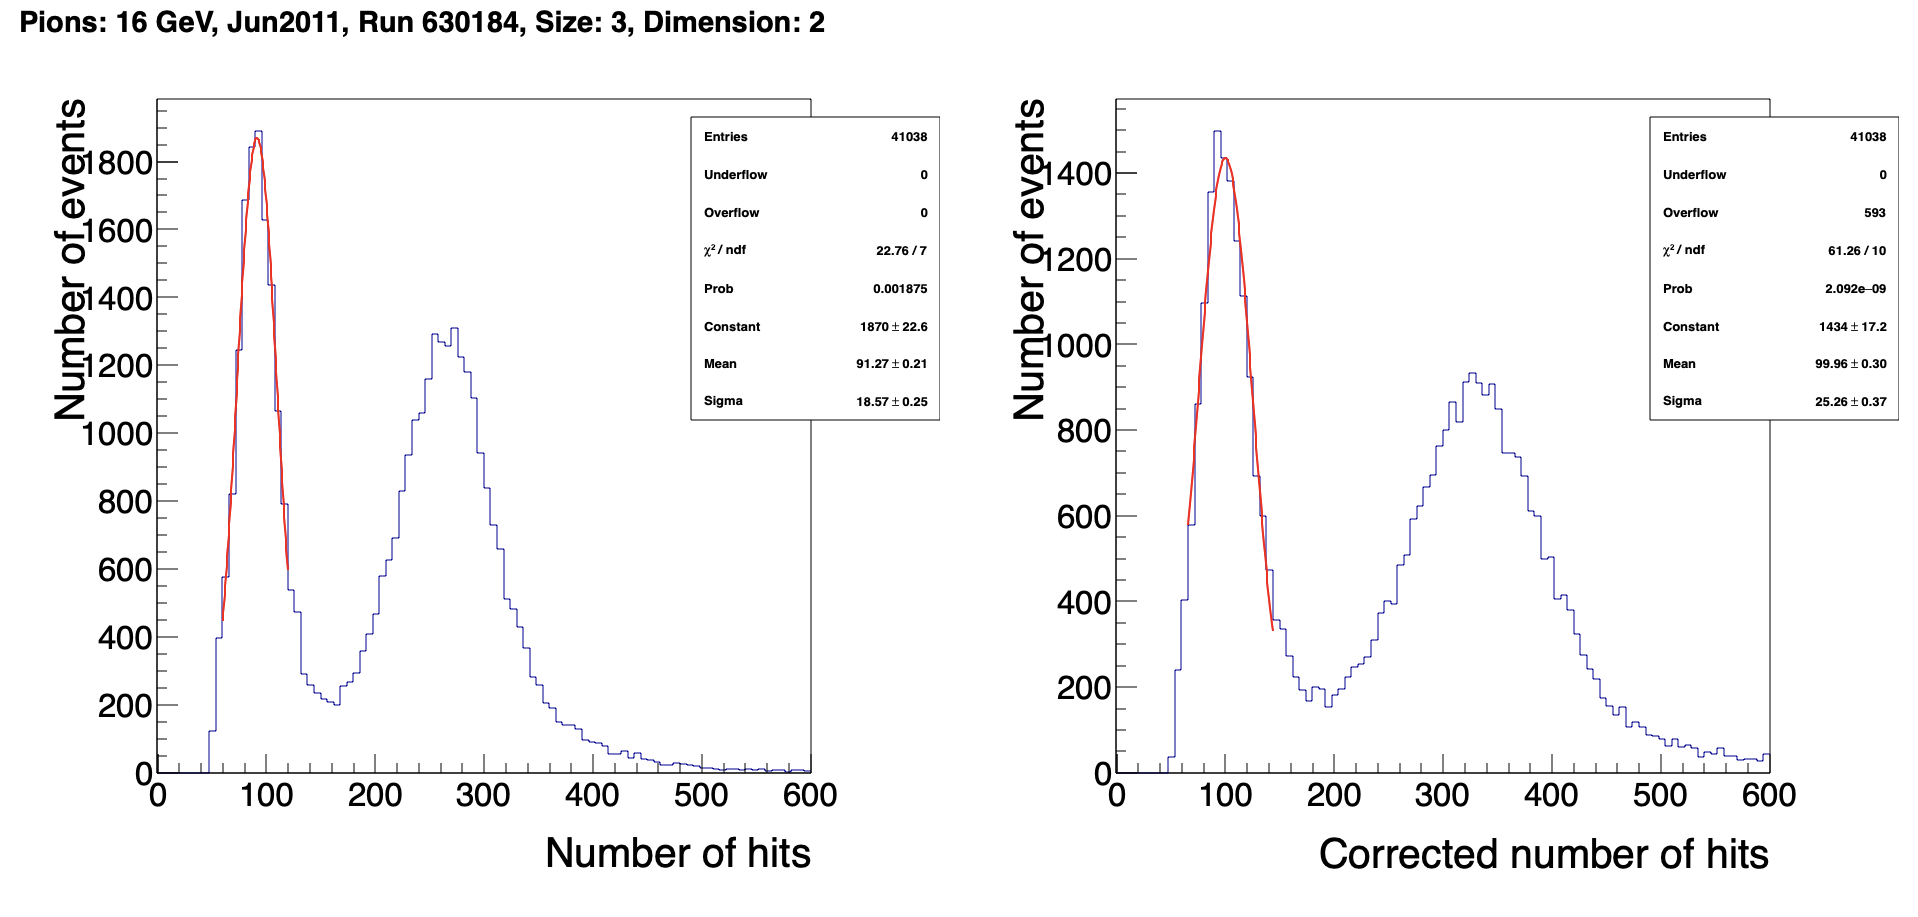 Pions: 16 GeV, Jun2011, Run 630184, Size: 3, Dimension: 2
Number of events
1800
1600
1400
1200
1000
800
600
400
200
0
0 100 200 300 400 500 600
Number of hits
Entries 41038
Underflow 0
Overflow 0
χ² / ndf 22.76 / 7
Prob 0.001875
Constant 1870 ± 22.6
Mean 91.27 ± 0.21
Sigma 18.57 ± 0.25
Number of events
1400
1200
1000
800
600
400
200
0
0 100 200 300 400 500 600
Corrected number of hits
Entries 41038
Underflow 0
Overflow 593
χ² / ndf 61.26 / 10
Prob 2.092e−09
Constant 1434 ± 17.2
Mean 99.96 ± 0.30
Sigma 25.26 ± 0.37